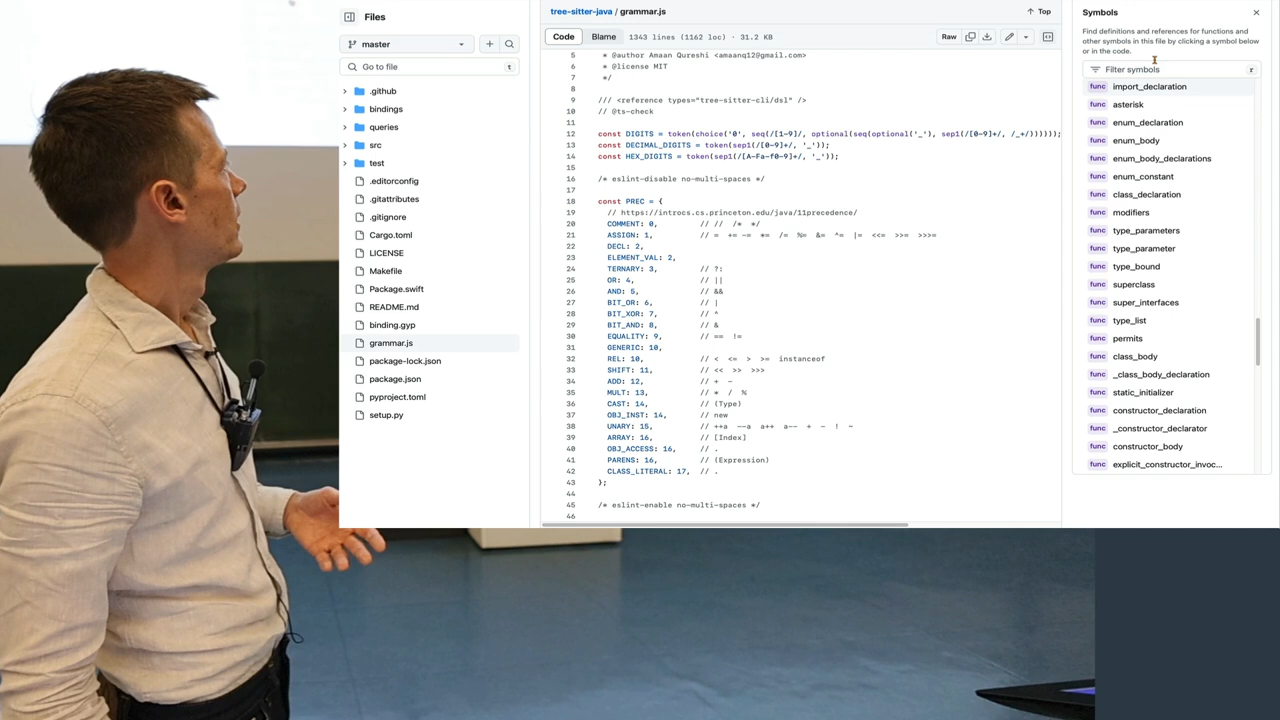 Files
master
Go to file
t
.github
bindings
queries
src
test
.editorconfig
.gitattributes
.gitignore
Cargo.toml
LICENSE
Makefile
Package.swift
README.md
binding.gyp
grammar.js
package-lock.json
package.json
pyproject.toml
setup.py
tree-sitter-java / grammar.js
Top
Code
Blame
1343 lines (1162 loc) · 31.2 KB
Raw
5 * @author Amaan Qureshi <amaanq12@gmail.com>
6 * @license MIT
7 */
8
9 /// <reference types="tree-sitter-cli/dsl" />
10 // @ts-check
11
12 const DIGITS = token(choice('0', seq(/[1-9]/, optional(seq(optional('_'), sep1(/[0-9]+/, /_+/))))));
13 const DECIMAL_DIGITS = token(sep1(/[0-9]+/, '_'));
14 const HEX_DIGITS = token(sep1(/[A-Fa-f0-9]+/, '_'));
15
16 /* eslint-disable no-multi-spaces */
17
18 const PREC = {
19 // https://introcs.cs.princeton.edu/java/11precedence/
20 COMMENT: 0, // // /* */
21 ASSIGN: 1, // = += -= *= /= %= &= ^= |= <<= >>= >>>=
22 DECL: 2,
23 ELEMENT_VAL: 2,
24 TERNARY: 3, // ?:
25 OR: 4, // ||
26 AND: 5, // &&
27 BIT_OR: 6, // |
28 BIT_XOR: 7, // ^
29 BIT_AND: 8, // &
30 EQUALITY: 9, // == !=
31 GENERIC: 10,
32 REL: 10, // < <= > >= instanceof
33 SHIFT: 11, // << >> >>>
34 ADD: 12, // + -
35 MULT: 13, // * / %
36 CAST: 14, // (Type)
37 OBJ_INST: 14, // new
38 UNARY: 15, // ++a --a a++ a-- + - ! ~
39 ARRAY: 16, // [Index]
40 OBJ_ACCESS: 16, // .
41 PARENS: 16, // (Expression)
42 CLASS_LITERAL: 17, // .
43 };
44
45 /* eslint-enable no-multi-spaces */
46
Symbols
Find definitions and references for functions and
other symbols in this file by clicking a symbol below
or in the code.
Filter symbols
r
func import_declaration
func asterisk
func enum_declaration
func enum_body
func enum_body_declarations
func enum_constant
func class_declaration
func modifiers
func type_parameters
func type_parameter
func type_bound
func superclass
func super_interfaces
func type_list
func permits
func class_body
func _class_body_declaration
func static_initializer
func constructor_declaration
func _constructor_declarator
func constructor_body
func explicit_constructor_invoc...